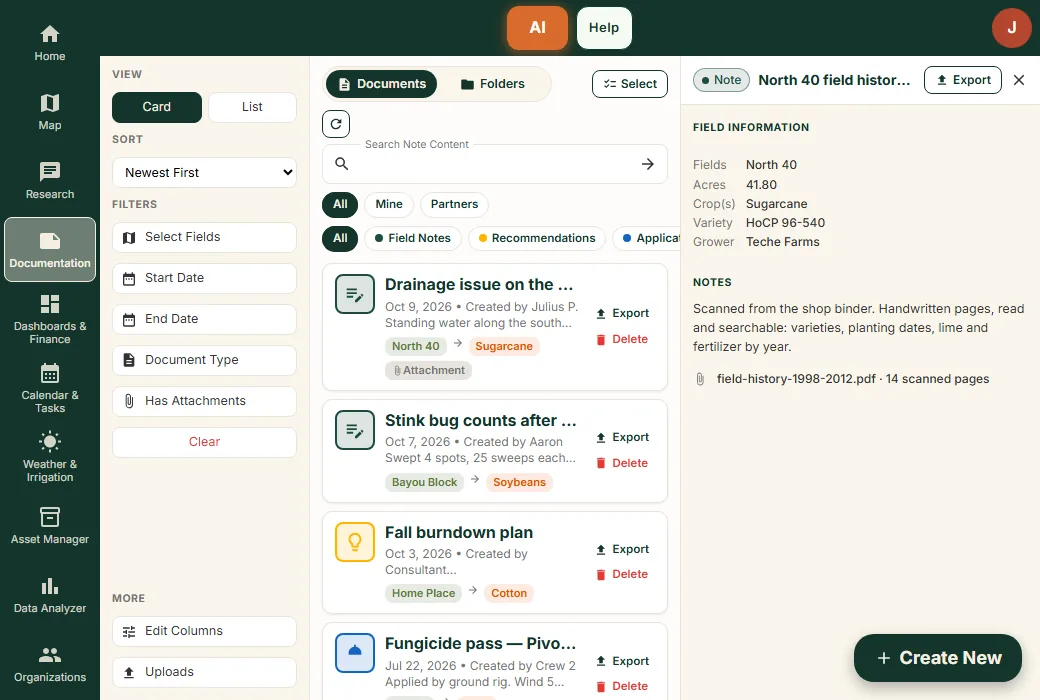 AI
Help
J
Home
Map
Research
Documentation
Dashboards &
Finance
Calendar &
Tasks
Weather &
Irrigation
Asset Manager
Data Analyzer
Organizations
VIEW
Card
List
SORT
Newest First
FILTERS
Select Fields
Start Date
End Date
Document Type
Has Attachments
Clear
MORE
Edit Columns
Uploads
Documents
Folders
Select
Search Note Content
All
Mine
Partners
All
Field Notes
Recommendations
Applicat
Drainage issue on the ...
Oct 9, 2026 • Created by Julius P.
Standing water along the south...
North 40
Sugarcane
Attachment
Export
Delete
Stink bug counts after ...
Oct 7, 2026 • Created by Aaron
Swept 4 spots, 25 sweeps each...
Bayou Block
Soybeans
Export
Delete
Fall burndown plan
Oct 3, 2026 • Created by
Consultant...
Home Place
Cotton
Export
Delete
Fungicide pass — Pivo...
Jul 22, 2026 • Created by Crew 2
Applied by ground rig. Wind 5...
Export
Delete
Note
North 40 field histor...
Export
FIELD INFORMATION
Fields North 40
Acres 41.80
Crop(s) Sugarcane
Variety HoCP 96-540
Grower Teche Farms
NOTES
Scanned from the shop binder. Handwritten pages, read
and searchable: varieties, planting dates, lime and
fertilizer by year.
field-history-1998-2012.pdf · 14 scanned pages
+ Create New